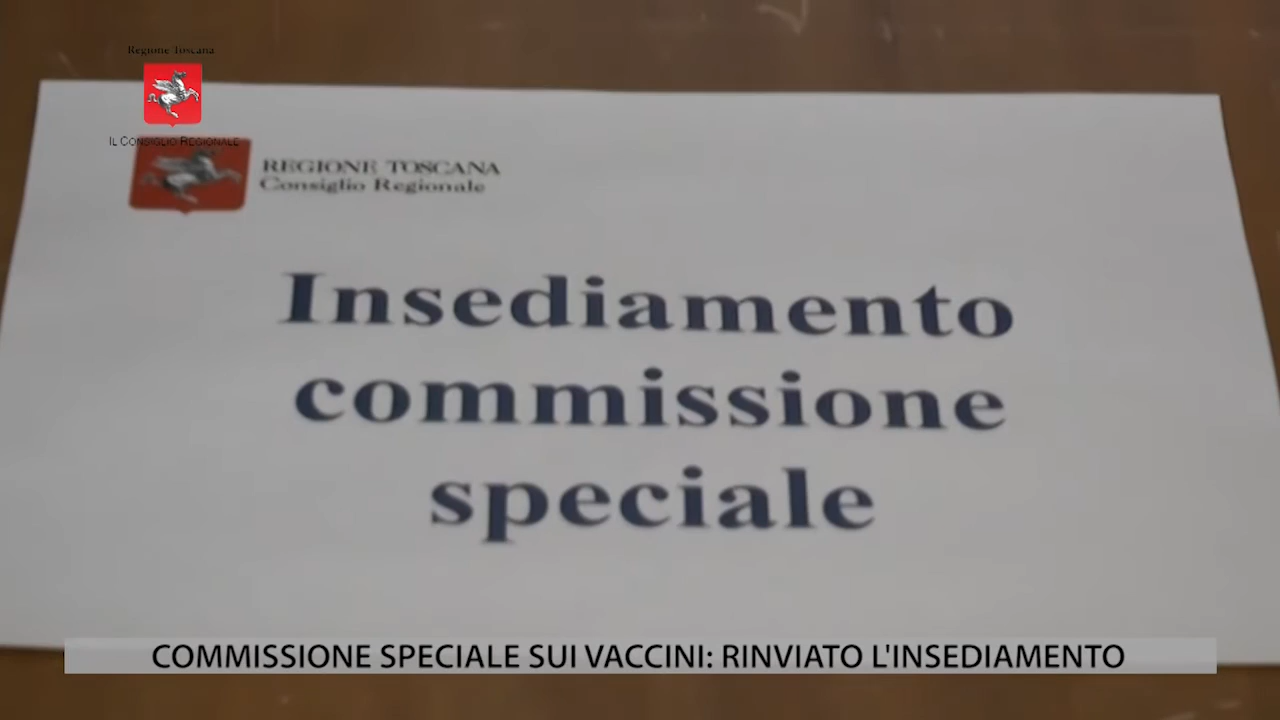 Regione Toscana
IL CONSIGLIO REGIONALE
REGIONE TOSCANA
Consiglio Regionale
Insediamento
commissione
speciale
COMMISSIONE SPECIALE SUI VACCINI: RINVIATO L'INSEDIAMENTO